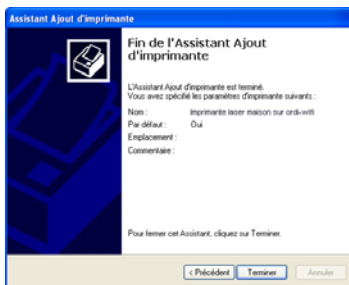 Assistant Ajout d'imprimante
Fin de l'Assistant Ajout
d'imprimante
L'Assistant Ajout d'imprimante est terminé.
Vous avez spécifié les paramètres d'imprimante suivants :
Nom : Imprimante laser maison sur ordi-wifi
Par défaut : Oui
Emplacement :
Commentaire :
Pour fermer cet Assistant, cliquez sur Terminer.
< Précédent Terminer Annuler